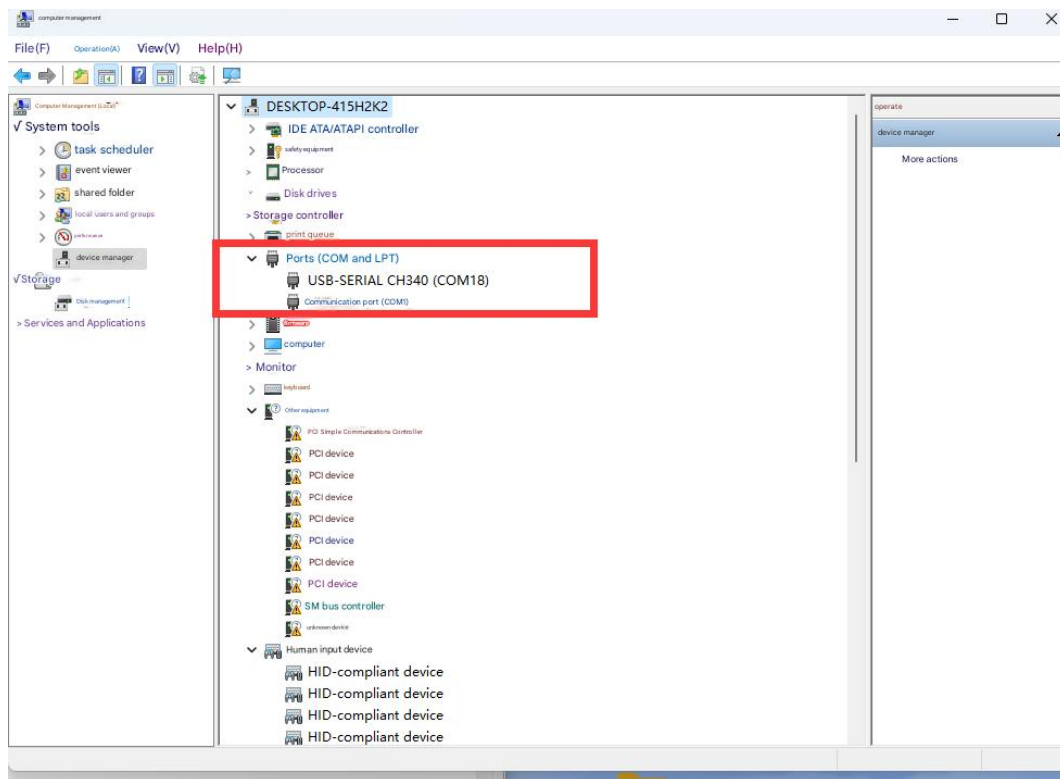 computer management
File(F) Operation(A) View(V) Help(H)
Computer Management (Local)
√ System tools
task scheduler
event viewer
shared folder
local users and groups
performance
device manager
√Storage
Disk management
> Services and Applications
DESKTOP-415H2K2
IDE ATA/ATAPI controller
safety equipment
Processor
Disk drives
>Storage controller
print queue
Ports (COM and LPT)
USB-SERIAL CH340 (COM18)
Communication port (COM1)
computer
> Monitor
keyboard
Other equipment
PCI Simple Communications Controller
PCI device
PCI device
PCI device
PCI device
PCI device
PCI device
PCI device
SM bus controller
unknown device
Human input device
HID-compliant device
HID-compliant device
HID-compliant device
HID-compliant device
operate
device manager
More actions